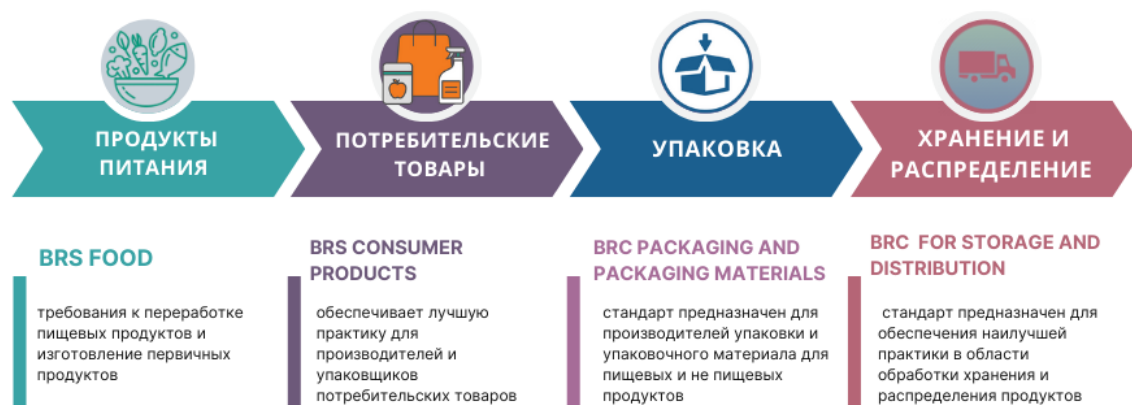 ПРОДУКТЫ
ПИТАНИЯ
ПОТРЕБИТЕЛЬСКИЕ
ТОВАРЫ
УПАКОВКА
ХРАНЕНИЕ И
РАСПРЕДЕЛЕНИЕ
BRS FOOD
требования к переработке
пищевых продуктов и
изготовление первичных
продуктов
BRS CONSUMER
PRODUCTS
обеспечивает лучшую
практику для
производителей и
упаковщиков
потребительских товаров
BRC PACKAGING AND
PACKAGING MATERIALS
стандарт предназначен для
производителей упаковки и
упаковочного материала для
пищевых и не пищевых
продуктов
BRC FOR STORAGE AND
DISTRIBUTION
стандарт предназначен для
обеспечения наилучшей
практики в области
обработки хранения и
распределения продуктов